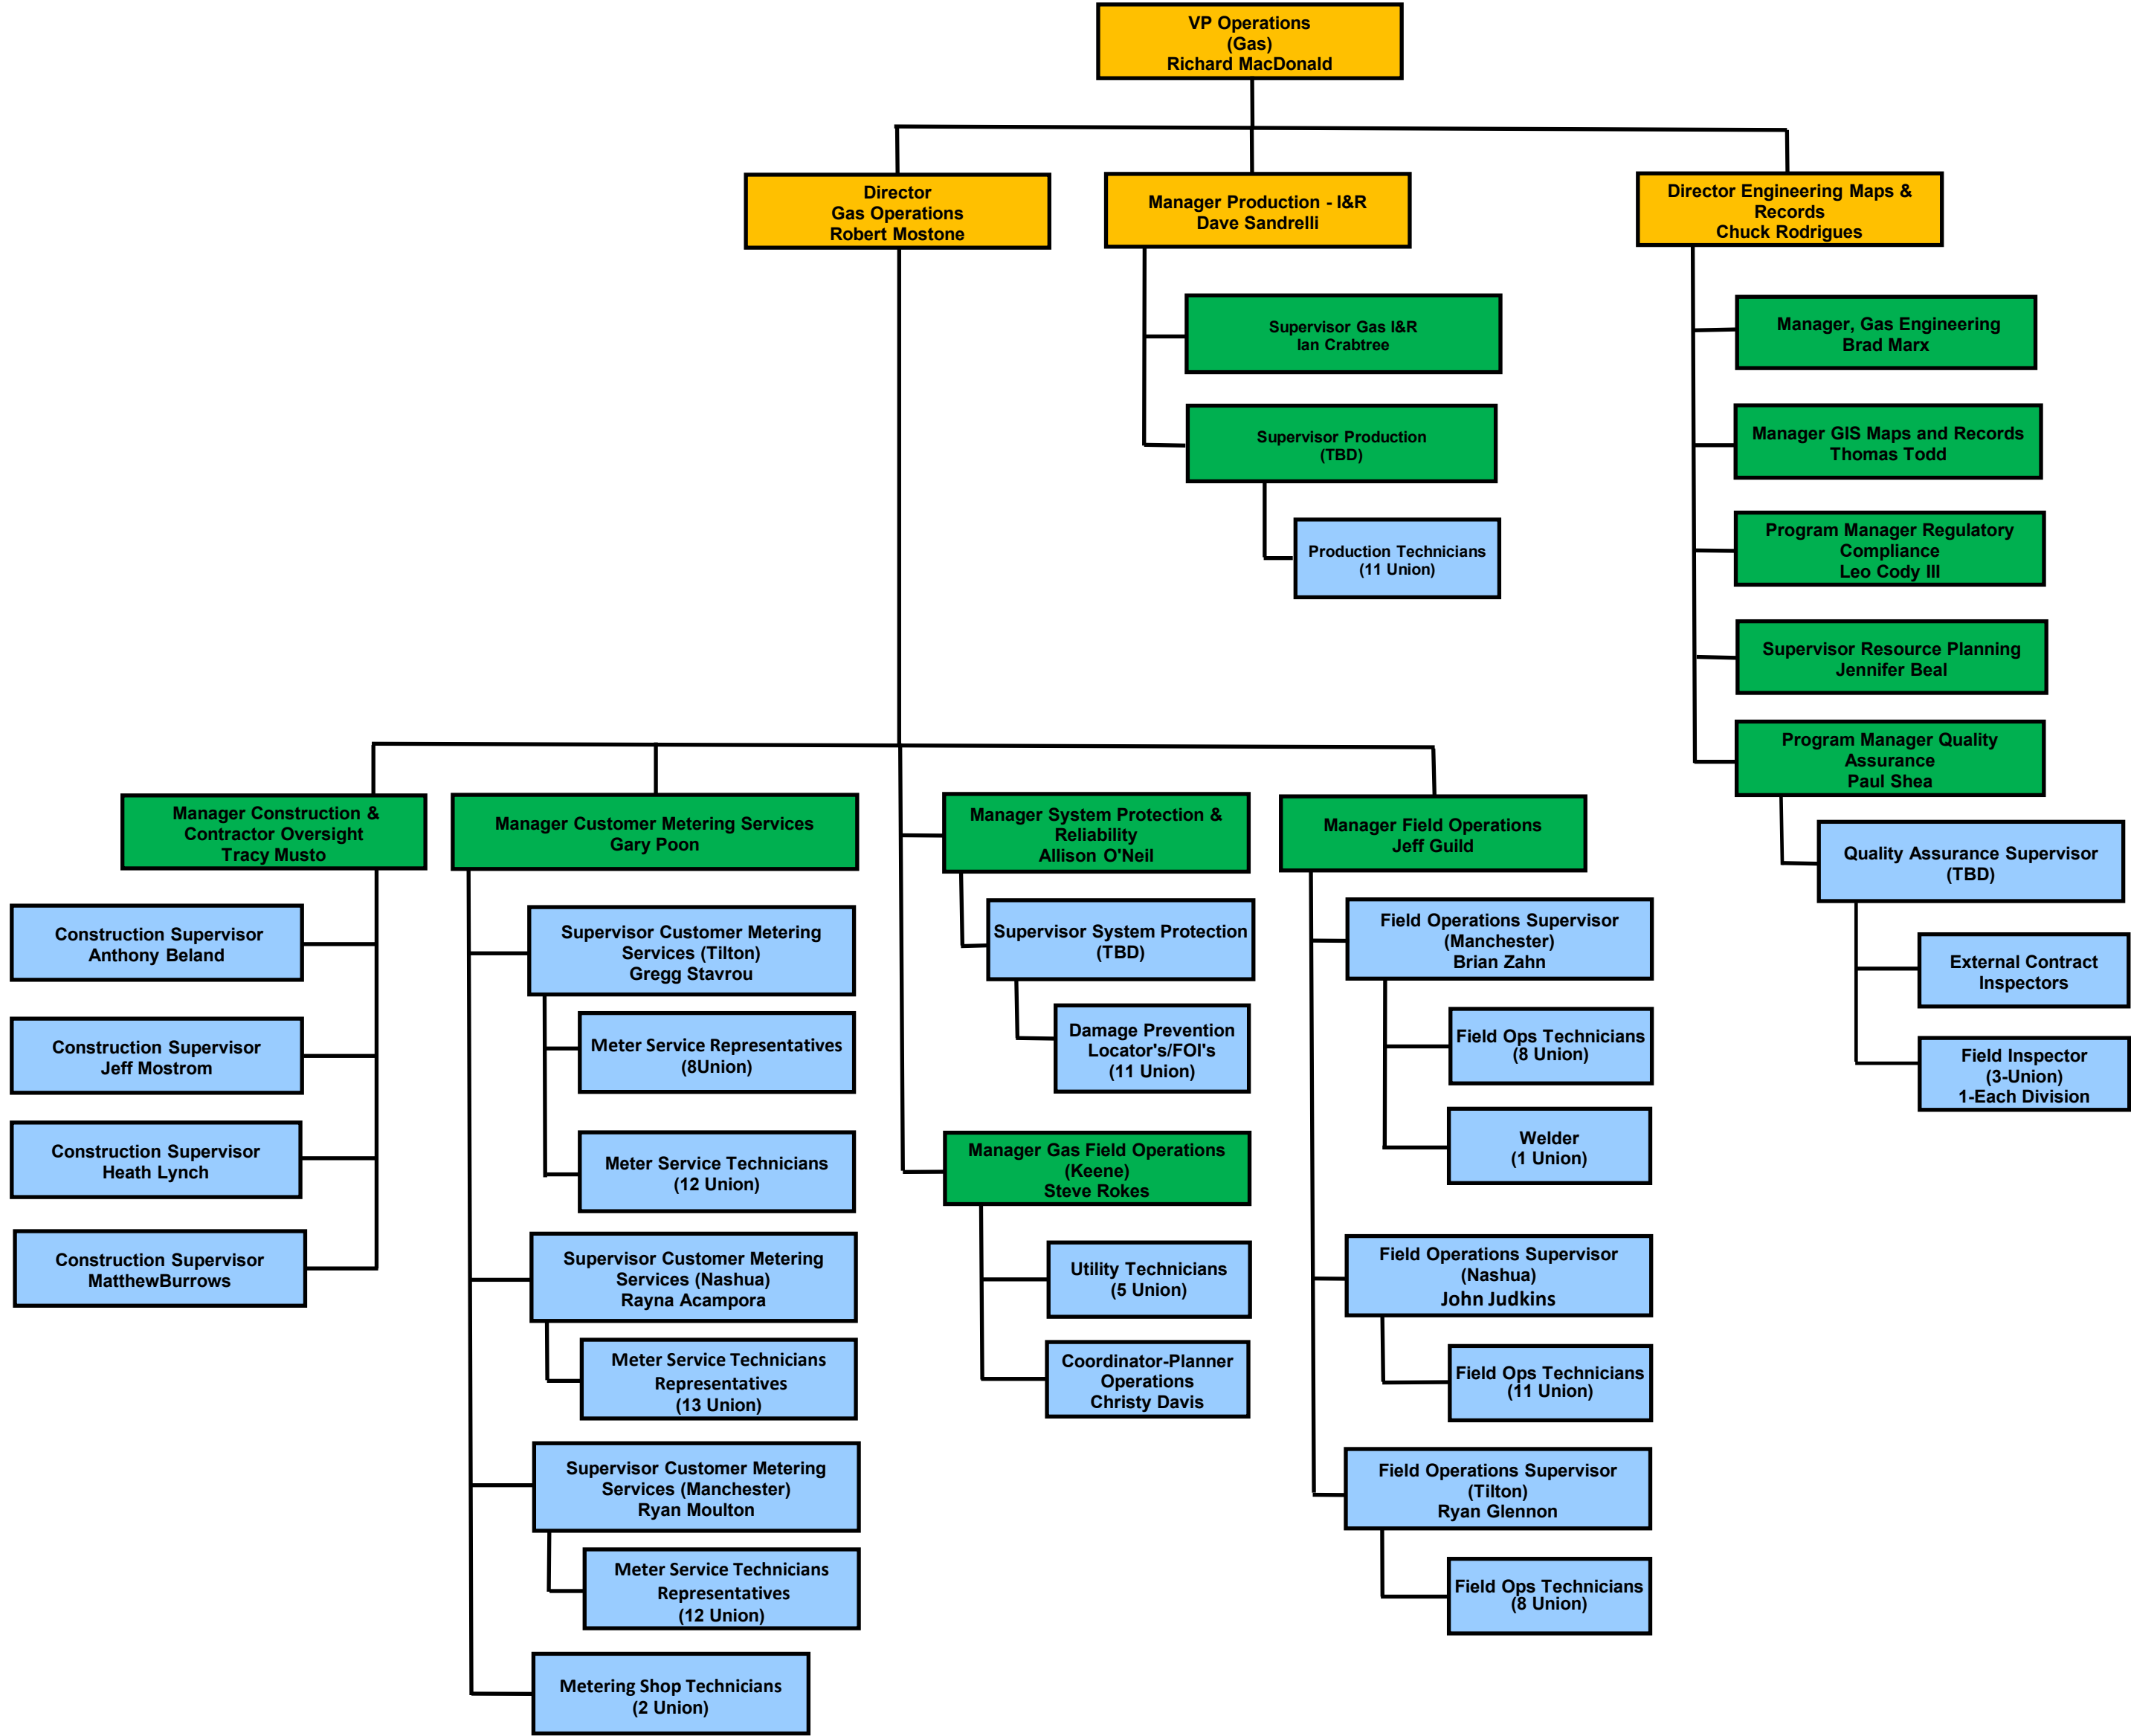 VP Operations
(Gas)
Richard MacDonald
Director
Gas Operations
Robert Mostone
Manager Production - I&R
Dave Sandrelli
Director Engineering Maps &
Records
Chuck Rodrigues
Supervisor Gas I&R
Ian Crabtree
Supervisor Production
(TBD)
Production Technicians
(11 Union)
Manager, Gas Engineering
Brad Marx
Manager GIS Maps and Records
Thomas Todd
Program Manager Regulatory
Compliance
Leo Cody III
Supervisor Resource Planning
Jennifer Beal
Program Manager Quality
Assurance
Paul Shea
Quality Assurance Supervisor
(TBD)
External Contract
Inspectors
Field Inspector
(3-Union)
1-Each Division
Manager Construction &
Contractor Oversight
Tracy Musto
Construction Supervisor
Anthony Beland
Construction Supervisor
Jeff Mostrom
Construction Supervisor
Heath Lynch
Construction Supervisor
MatthewBurrows
Manager Customer Metering Services
Gary Poon
Supervisor Customer Metering
Services (Tilton)
Gregg Stavrou
Meter Service Representatives
(8Union)
Meter Service Technicians
(12 Union)
Supervisor Customer Metering
Services (Nashua)
Rayna Acampora
Meter Service Technicians
Representatives
(13 Union)
Supervisor Customer Metering
Services (Manchester)
Ryan Moulton
Meter Service Technicians
Representatives
(12 Union)
Metering Shop Technicians
(2 Union)
Manager System Protection &
Reliability
Allison O'Neil
Supervisor System Protection
(TBD)
Damage Prevention
Locator's/FOI's
(11 Union)
Manager Gas Field Operations
(Keene)
Steve Rokes
Utility Technicians
(5 Union)
Coordinator-Planner
Operations
Christy Davis
Manager Field Operations
Jeff Guild
Field Operations Supervisor
(Manchester)
Brian Zahn
Field Ops Technicians
(8 Union)
Welder
(1 Union)
Field Operations Supervisor
(Nashua)
John Judkins
Field Ops Technicians
(11 Union)
Field Operations Supervisor
(Tilton)
Ryan Glennon
Field Ops Technicians
(8 Union)